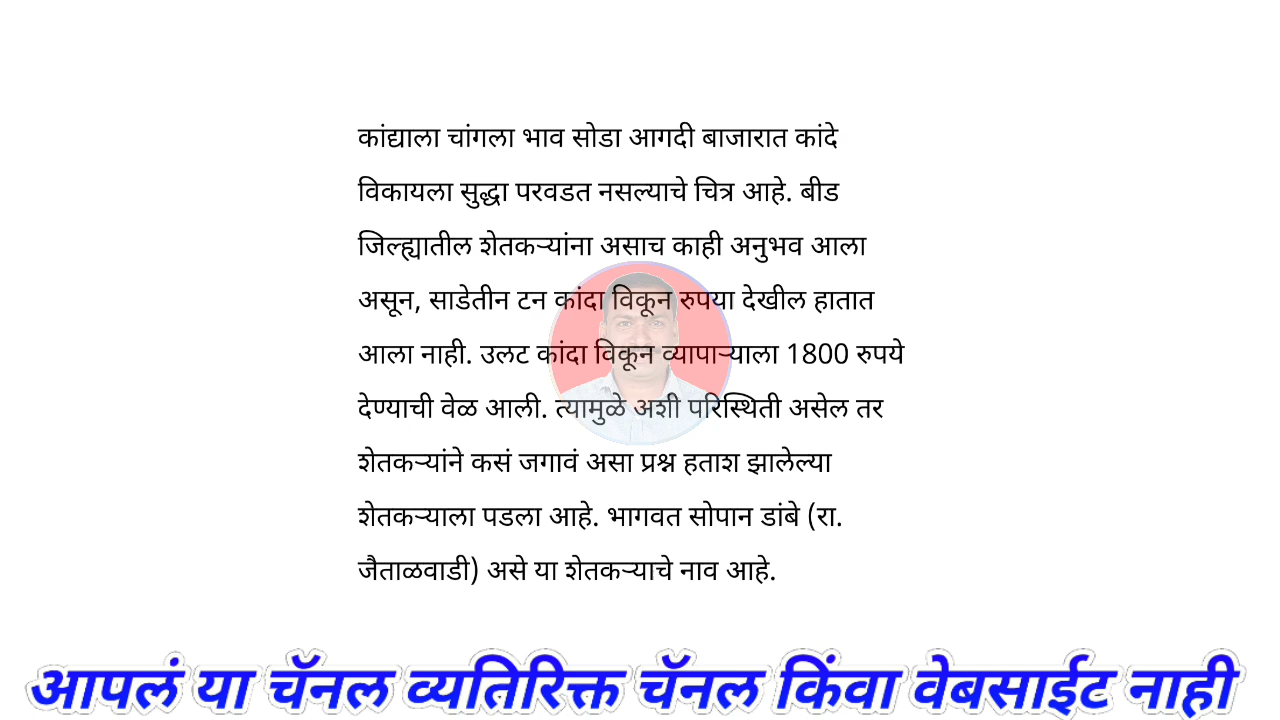 कांद्याला चांगला भाव सोडा आगदी बाजारात कांदे
विकायला सुद्धा परवडत नसल्याचे चित्र आहे. बीड
जिल्ह्यातील शेतकऱ्यांना असाच काही अनुभव आला
असून, साडेतीन टन कांदा विकून रुपया देखील हातात
आला नाही. उलट कांदा विकून व्यापाऱ्याला 1800 रुपये
देण्याची वेळ आली. त्यामुळे अशी परिस्थिती असेल तर
शेतकऱ्यांने कसं जगावं असा प्रश्न हताश झालेल्या
शेतकऱ्याला पडला आहे. भागवत सोपान डांबे (रा.
जैताळवाडी) असे या शेतकऱ्याचे नाव आहे.
आपलं या चॅनल व्यतिरिक्त चॅनल किंवा वेबसाईट नाही